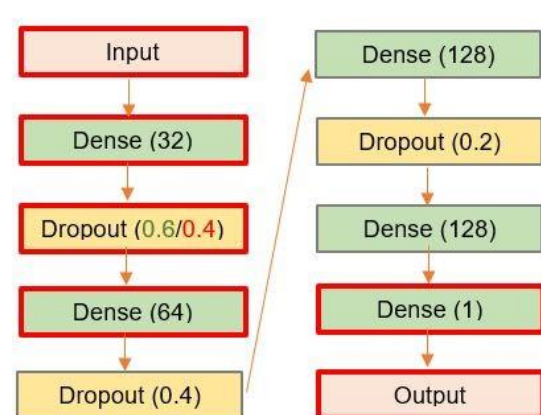 Input
Dense (32)
Dropout (0.6/0.4)
Dense (64)
Dropout (0.4)
Dense (128)
Dropout (0.2)
Dense (128)
Dense (1)
Output